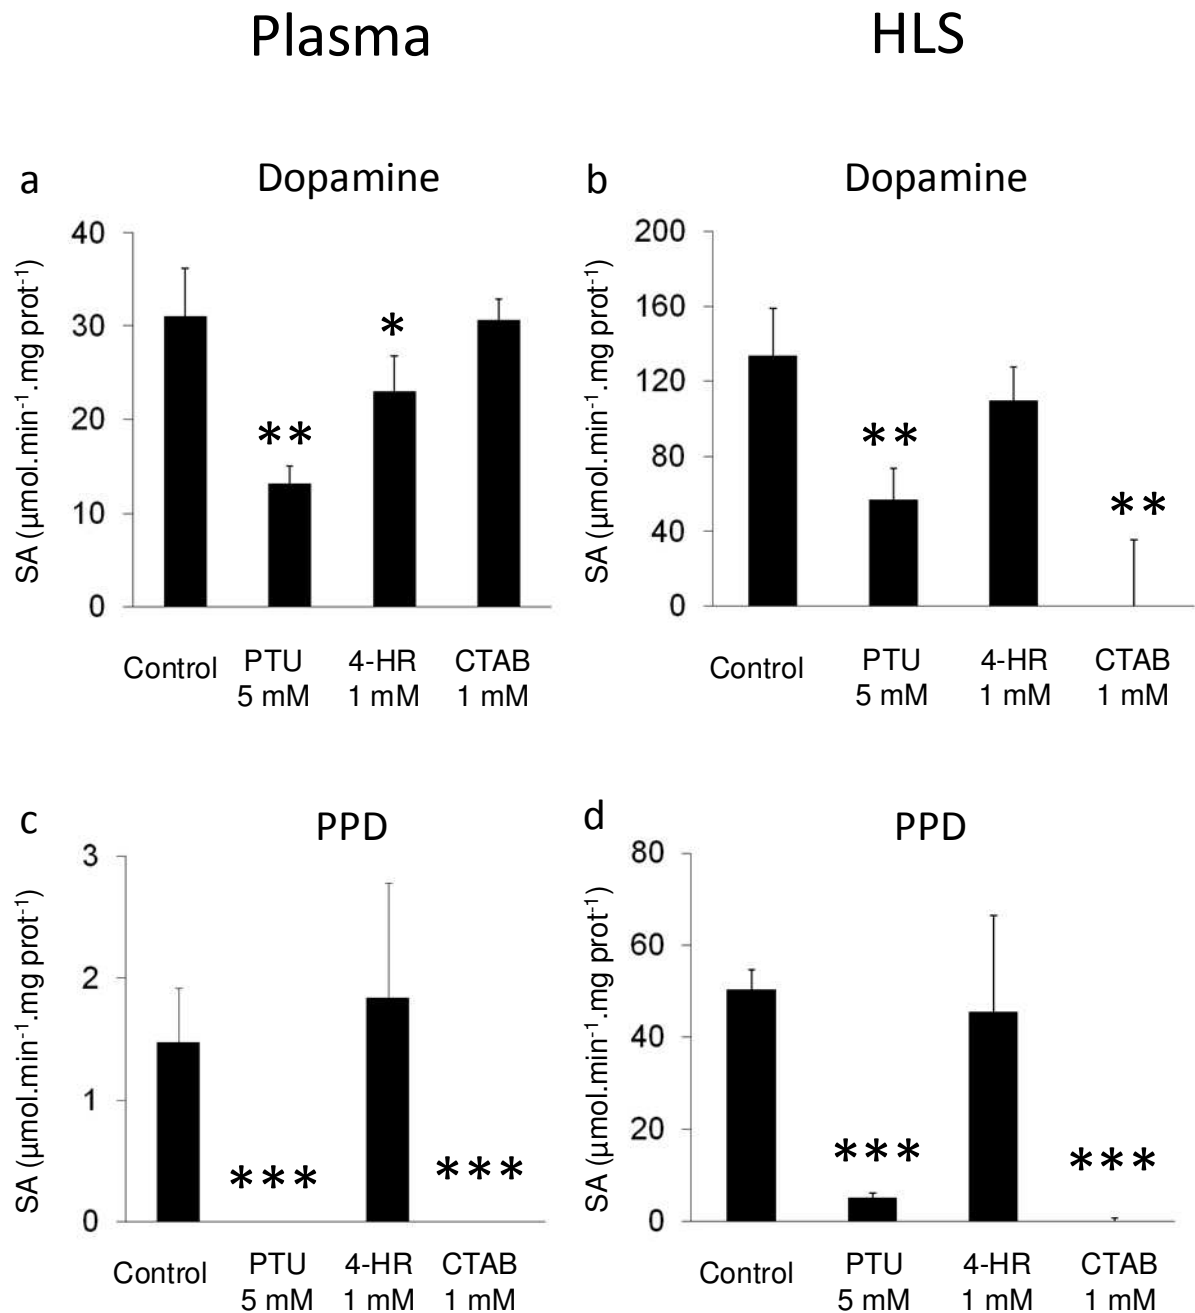 Plasma
HLS
a
Dopamine
40
30
20
10
0
SA (µmol.min⁻¹.mg prot⁻¹)
**
*
Control
PTU
5 mM
4-HR
1 mM
CTAB
1 mM
b
Dopamine
200
160
120
80
40
0
SA (µmol.min⁻¹.mg prot⁻¹)
**
**
Control
PTU
5 mM
4-HR
1 mM
CTAB
1 mM
c
PPD
3
2
1
0
SA (µmol.min⁻¹.mg prot⁻¹)
***
***
Control
PTU
5 mM
4-HR
1 mM
CTAB
1 mM
d
PPD
80
60
40
20
0
SA (µmol.min⁻¹.mg prot⁻¹)
***
***
Control
PTU
5 mM
4-HR
1 mM
CTAB
1 mM